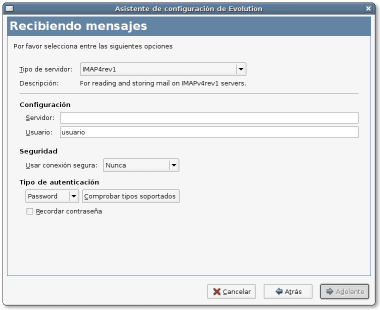 Asistente de configuración de Evolution
Recibiendo mensajes
Por favor selecciona entre las siguientes opciones
Tipo de servidor: IMAP4rev1
Descripción: For reading and storing mail on IMAPv4rev1 servers.
Configuración
Servidor:
Usuario: usuario
Seguridad
Usar conexión segura: Nunca
Tipo de autenticación
Password Comprobar tipos soportados
Recordar contraseña
Cancelar Atrás Adelante